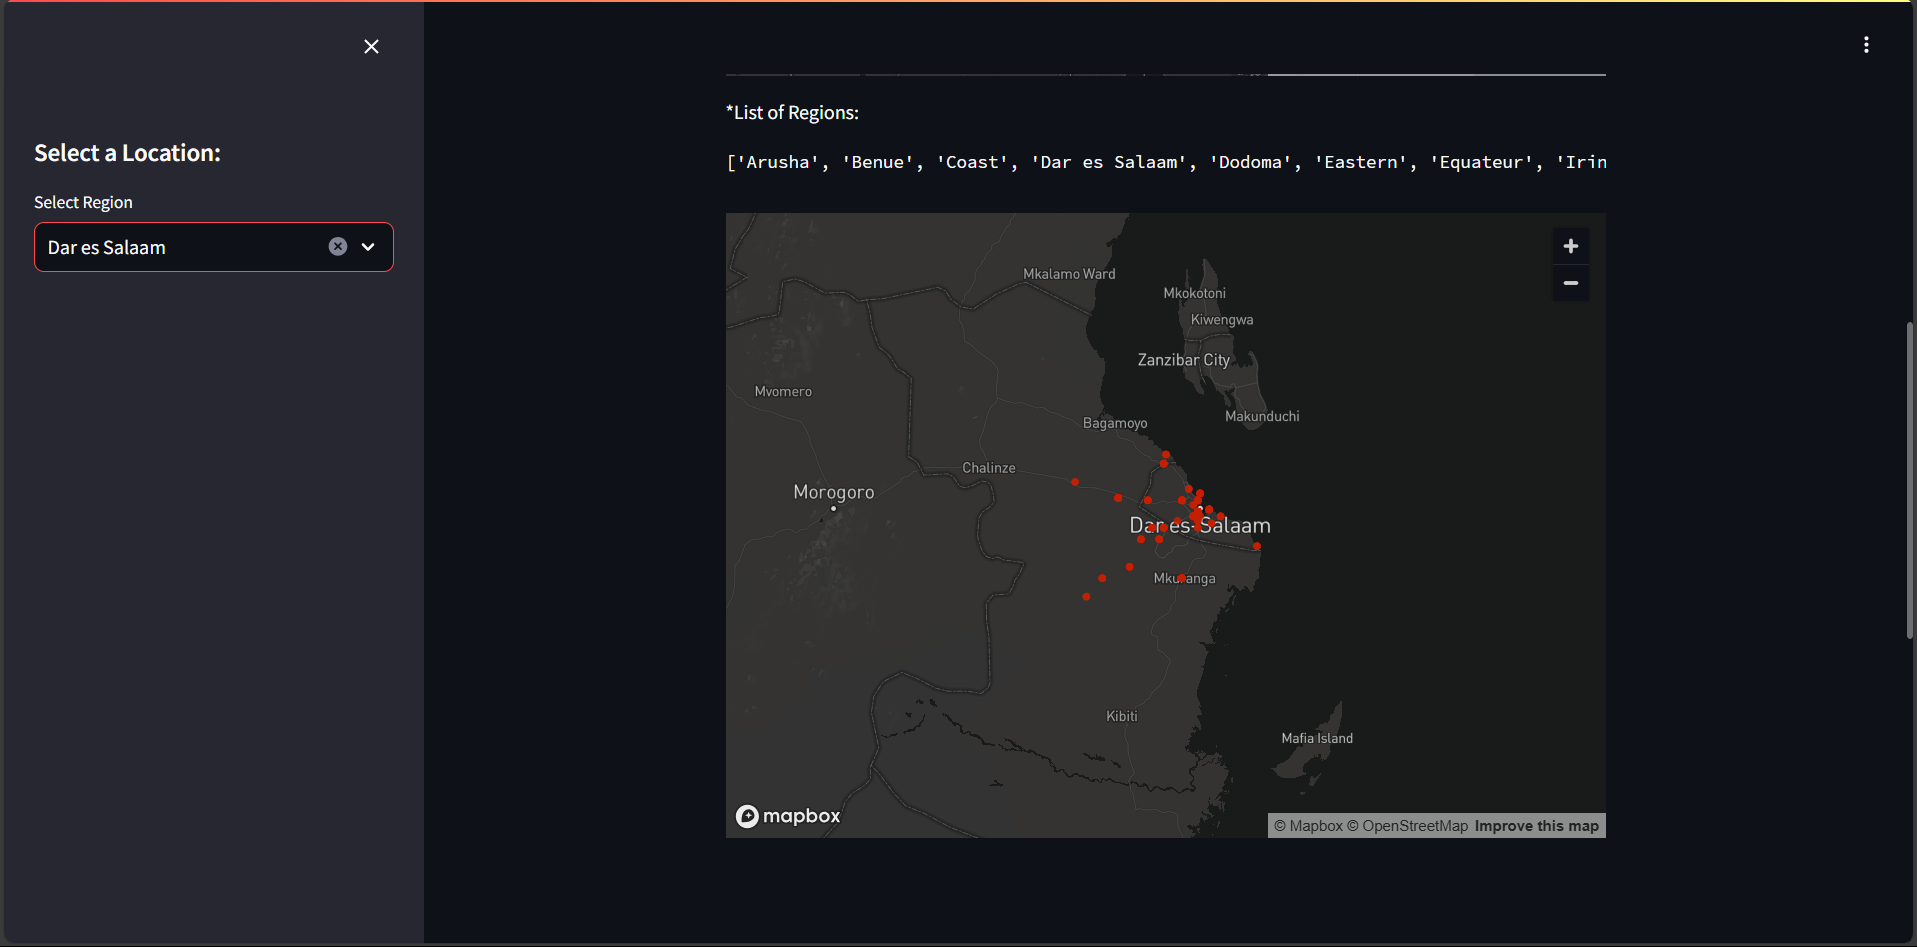 Select a Location:
Select Region
Dar es Salaam
*List of Regions:
['Arusha', 'Benue', 'Coast', 'Dar es Salaam', 'Dodoma', 'Eastern', 'Equateur', 'Irin
Mkalamo Ward
Mkokotoni
Kiwengwa
Zanzibar City
Mvomero
Makunduchi
Bagamoyo
Chalinze
Morogoro
Dar es-Salaam
Mkuranga
Kibiti
Mafia Island
mapbox
© Mapbox © OpenStreetMap Improve this map